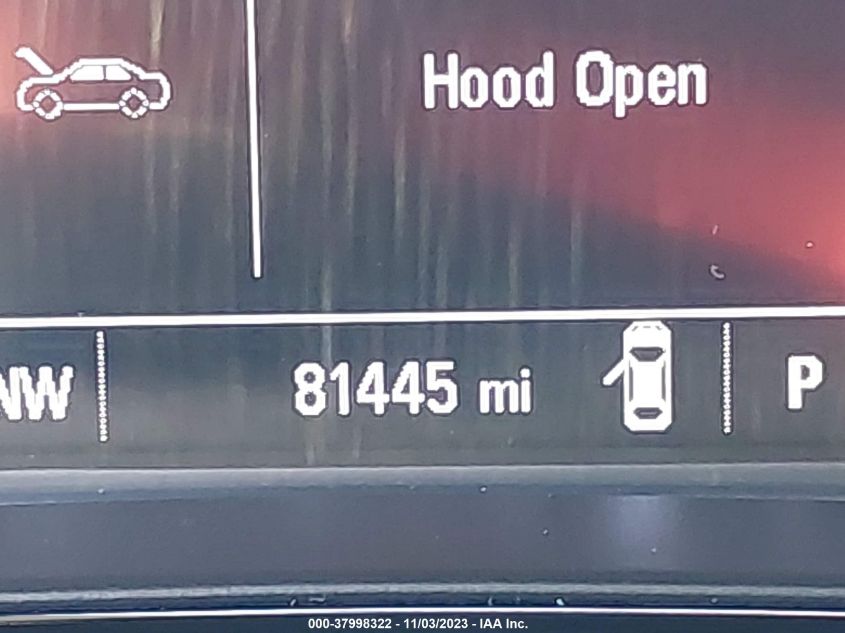 Hood Open
NW 81445 mi P
000-37998322 - 11/03/2023 - IAA Inc.